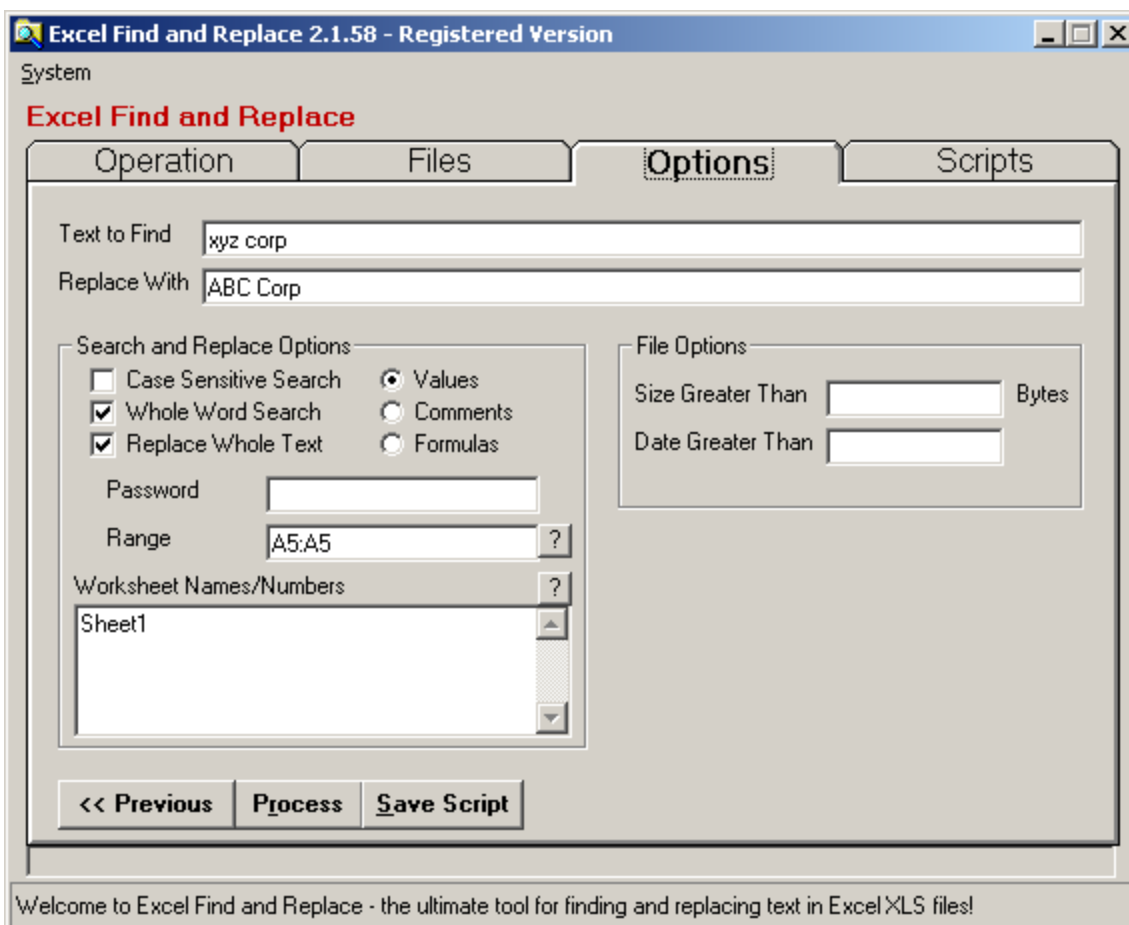 Excel Find and Replace 2.1.58 - Registered Version
System
Excel Find and Replace
Operation Files Options Scripts
Text to Find xyz corp
Replace With ABC Corp
Search and Replace Options
Case Sensitive Search Values
Whole Word Search Comments
Replace Whole Text Formulas
Password
Range A5:A5 ?
Worksheet Names/Numbers ?
Sheet1
File Options
Size Greater Than Bytes
Date Greater Than
<< Previous Process Save Script
Welcome to Excel Find and Replace - the ultimate tool for finding and replacing text in Excel XLS files!